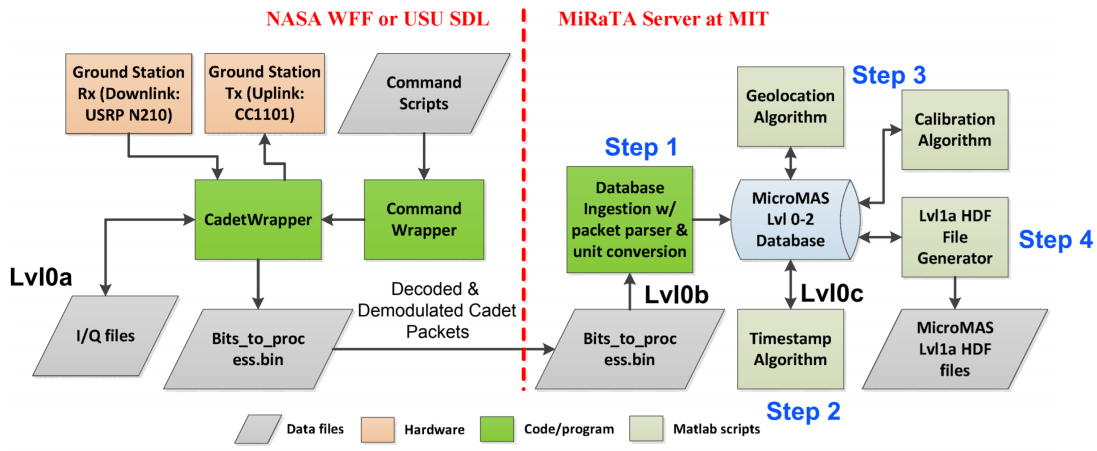 NASA WFF or USU SDL
MiRaTA Server at MIT
Ground Station
Rx (Downlink:
USRP N210)
Ground Station
Tx (Uplink:
CC1101)
Command
Scripts
CadetWrapper
Command
Wrapper
Lvl0a
I/Q files
Bits_to_proc
ess.bin
Decoded &
Demodulated Cadet
Packets
Step 1
Database
Ingestion w/
packet parser &
unit conversion
Lvl0b
Bits_to_proc
ess.bin
Step 3
Geolocation
Algorithm
Calibration
Algorithm
MicroMAS
Lvl 0-2
Database
Lvl1a HDF
File
Generator
Step 4
Lvl0c
Timestamp
Algorithm
Step 2
MicroMAS
Lvl1a HDF
files
Data files
Hardware
Code/program
Matlab scripts